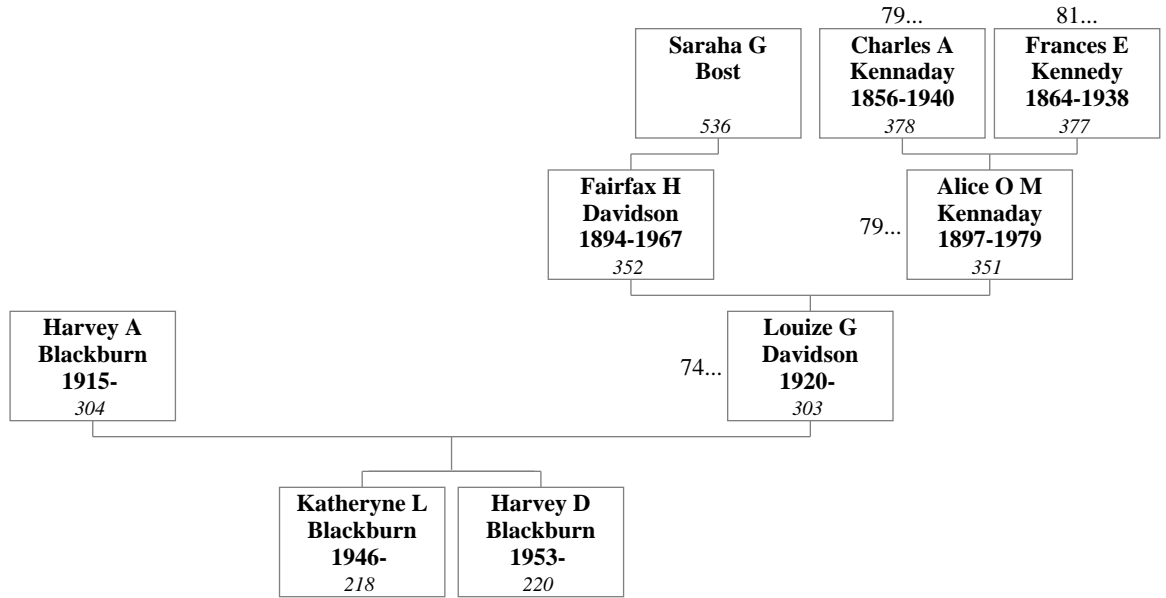 79...
81...
Saraha G
Bost
536
Charles A
Kennaday
1856-1940
378
Frances E
Kennedy
1864-1938
377
Fairfax H
Davidson
1894-1967
352
79...
Alice O M
Kennaday
1897-1979
351
Harvey A
Blackburn
1915-
304
74...
Louize G
Davidson
1920-
303
Katheryne L
Blackburn
1946-
218
Harvey D
Blackburn
1953-
220